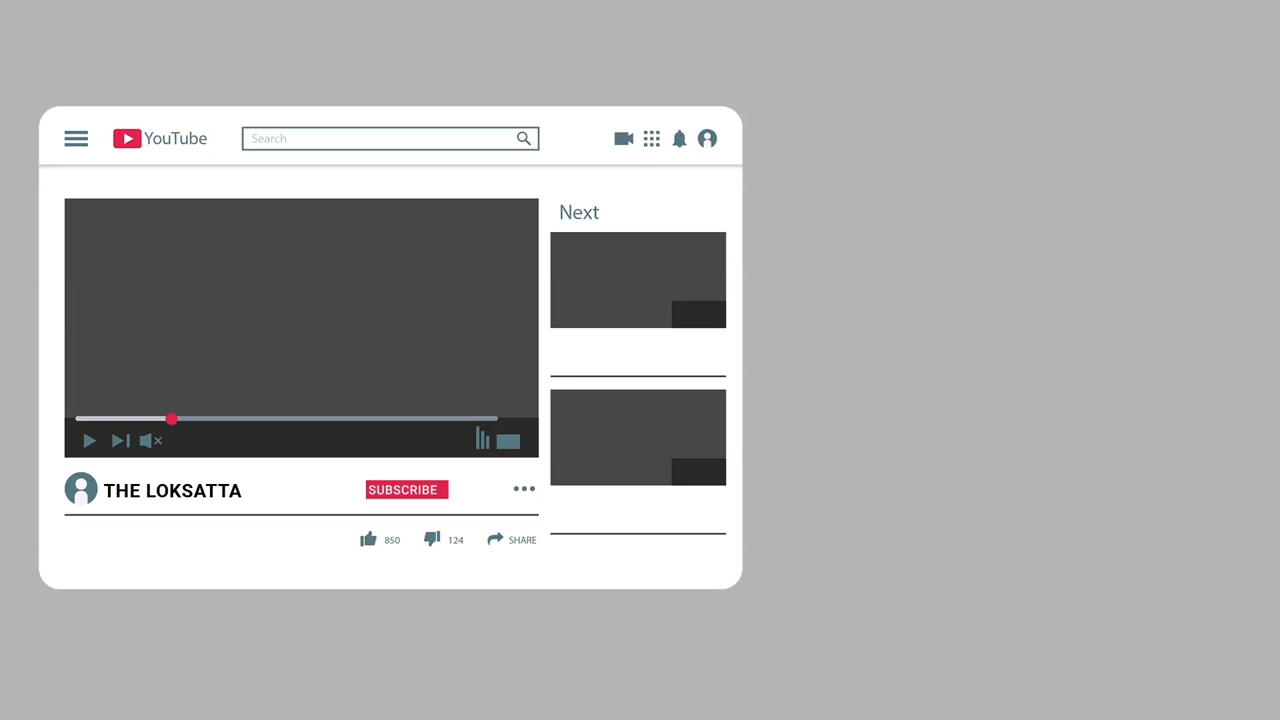 YouTube
Search
Next
THE LOKSATTA
SUBSCRIBE
850
124
SHARE